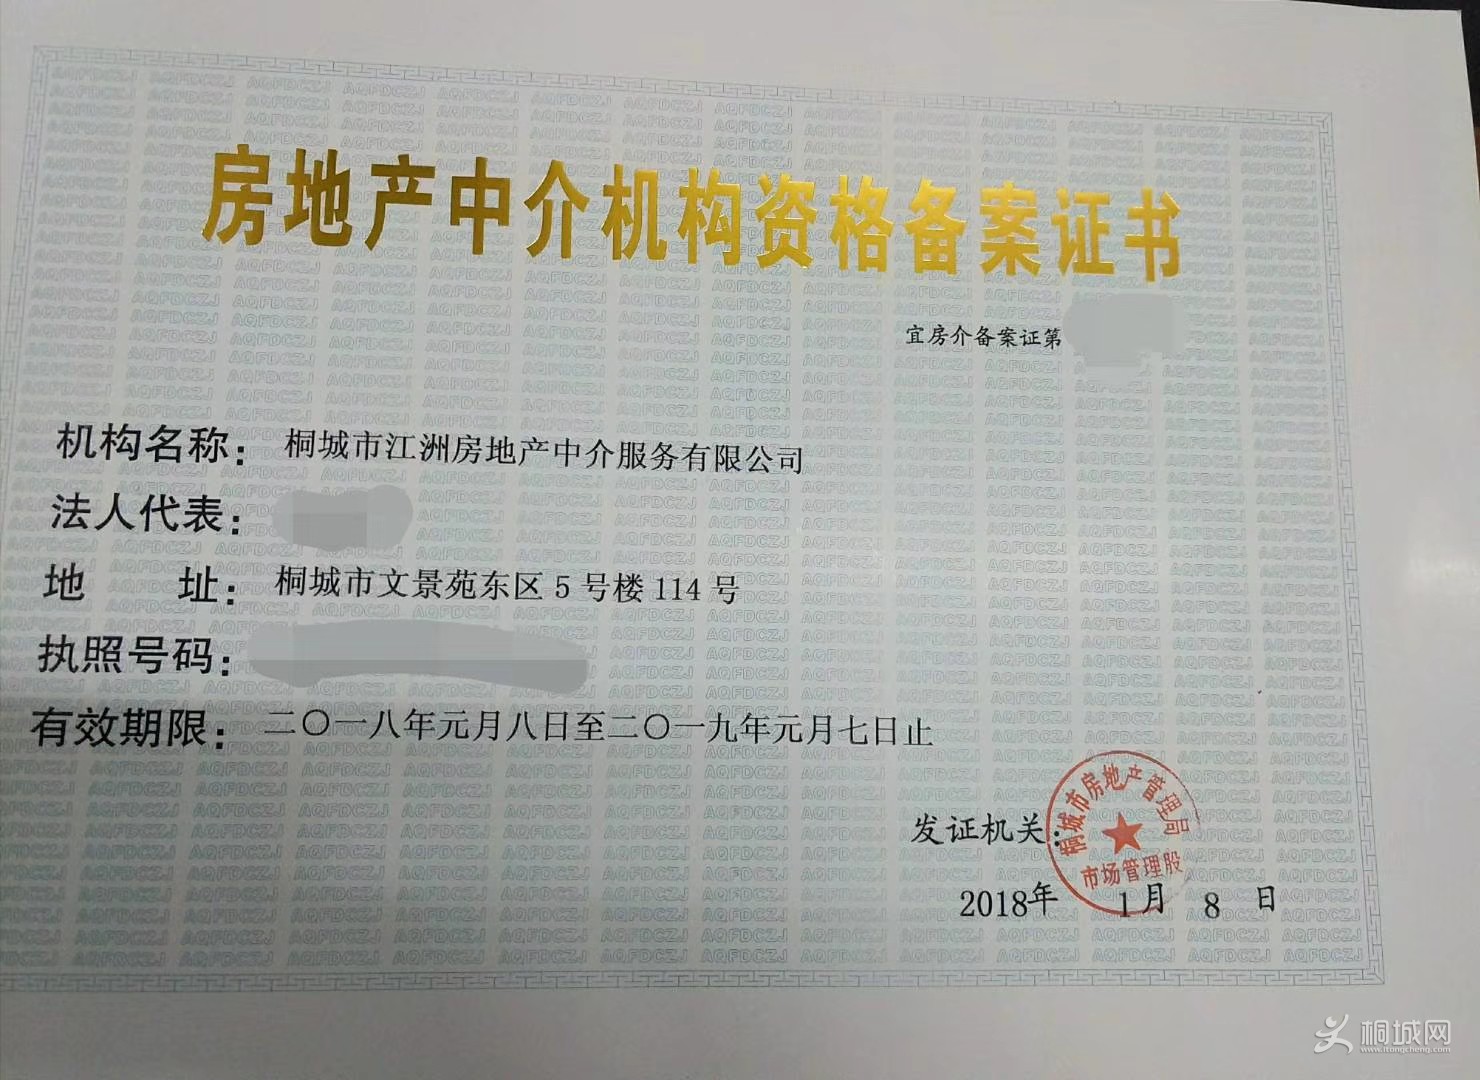 房地产中介机构资格备案证书
宜房介备案证第
机构名称：桐城市江洲房地产中介服务有限公司
法人代表：
地 址：桐城市文景苑东区5号楼114号
执照号码：
有效期限：二〇一八年元月八日至二〇一九年元月七日止
发证机关：
桐城市房地产管理局
市场管理股
2018年 1月 8 日
桐城网
www.itongcheng.com